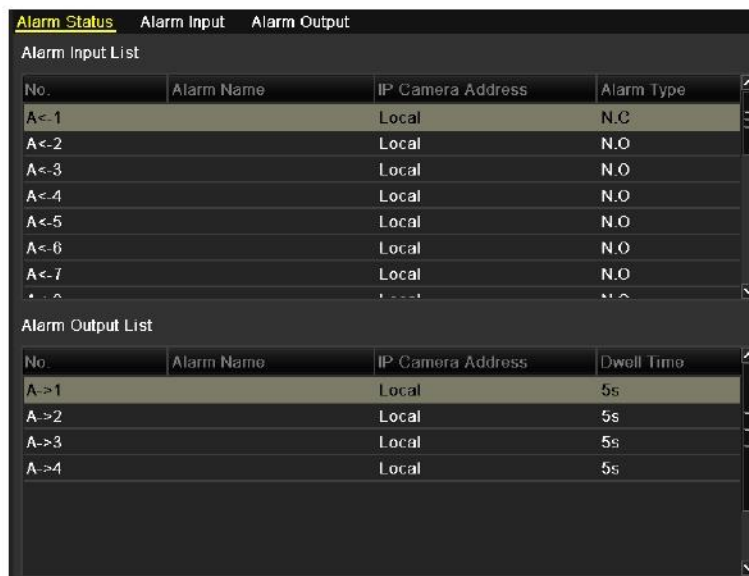 Alarm Status Alarm Input Alarm Output
Alarm Input List
No. Alarm Name IP Camera Address Alarm Type
A<-1 Local N.C
A<-2 Local N.O
A<-3 Local N.O
A<-4 Local N.O
A<-5 Local N.O
A<-6 Local N.O
A<-7 Local N.O
Alarm Output List
No. Alarm Name IP Camera Address Dwell Time
A->1 Local 5s
A->2 Local 5s
A->3 Local 5s
A->4 Local 5s